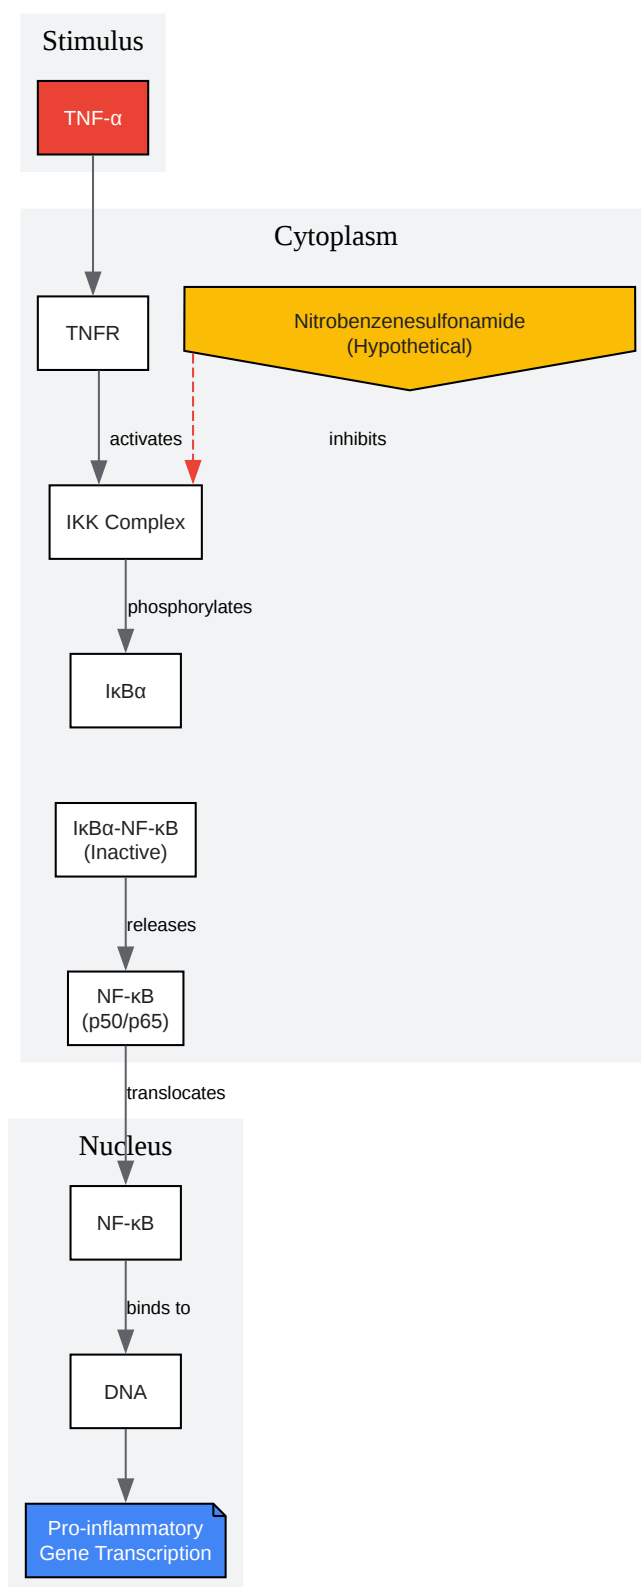 Stimulus
TNF-α
Cytoplasm
TNFR
Nitrobenzenesulfonamide
(Hypothetical)
activates
inhibits
IKK Complex
phosphorylates
IκBα
IκBα-NF-κB
(Inactive)
releases
NF-κB
(p50/p65)
translocates
Nucleus
NF-κB
binds to
DNA
Pro-inflammatory
Gene Transcription